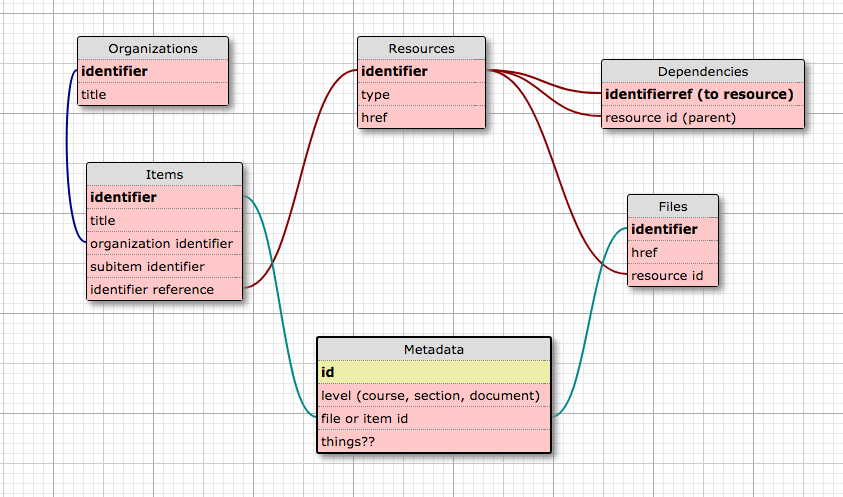 Organizations
identifier
title
Resources
identifier
type
href
Dependencies
identifierref (to resource)
resource id (parent)
Items
identifier
title
organization identifier
subitem identifier
identifier reference
Files
identifier
href
resource id
Metadata
id
level (course, section, document)
file or item id
things??